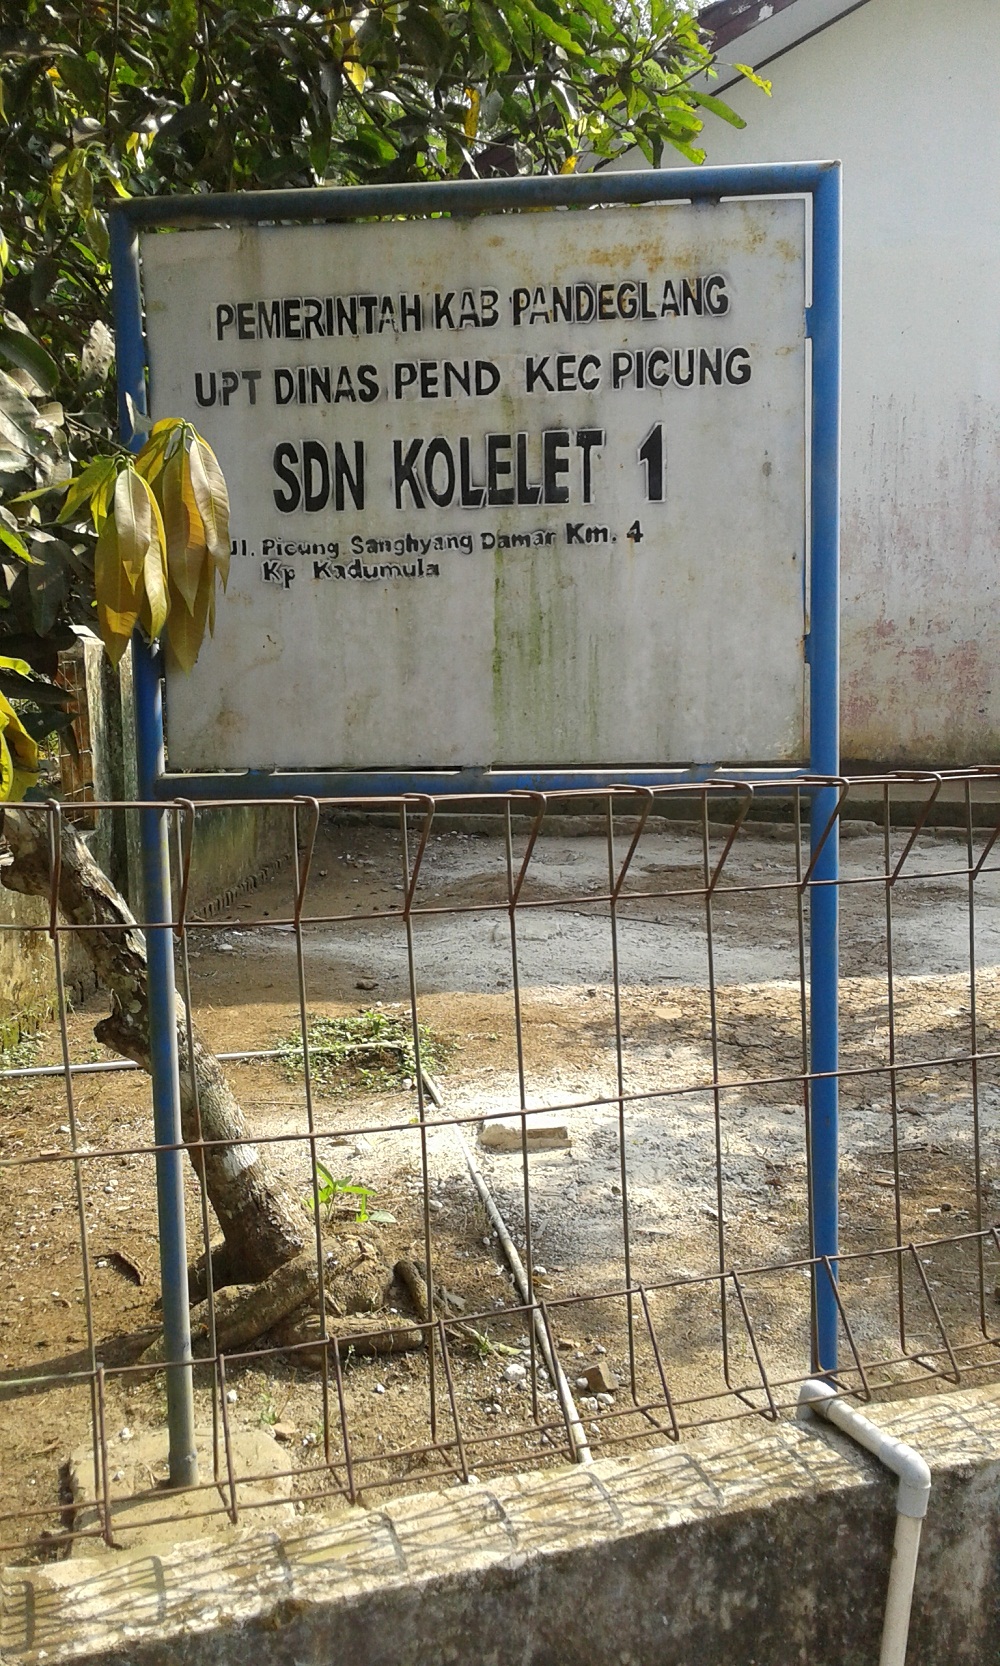 PEMERINTAH KAB PANDEGLANG
UPT DINAS PEND KEC PICUNG
SDN KOLELET 1
Jl. Picung Sanghyang Damar Km. 4
Kp Kadumula